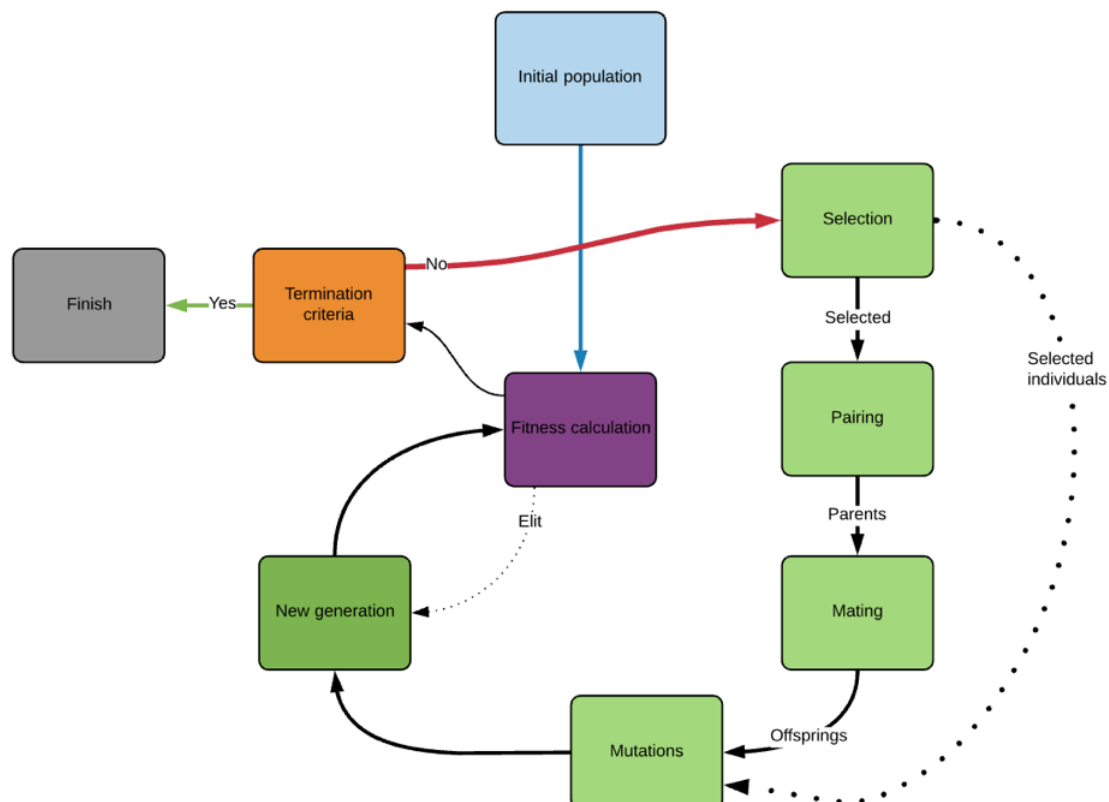 Initial population
Selection
No
Finish
Yes
Termination
criteria
Selected
Selected
individuals
Pairing
Fitness calculation
Parents
Elit
New generation
Mating
Offsprings
Mutations